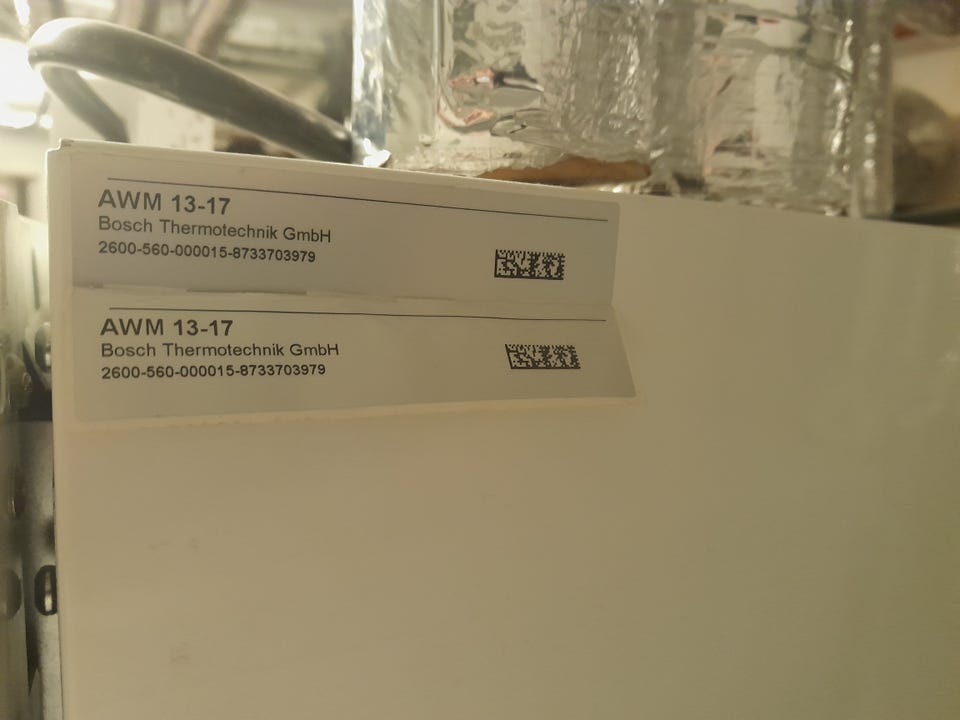 AWM 13-17
Bosch Thermotechnik GmbH
2600-560-000015-8733703979
AWM 13-17
Bosch Thermotechnik GmbH
2600-560-000015-8733703979